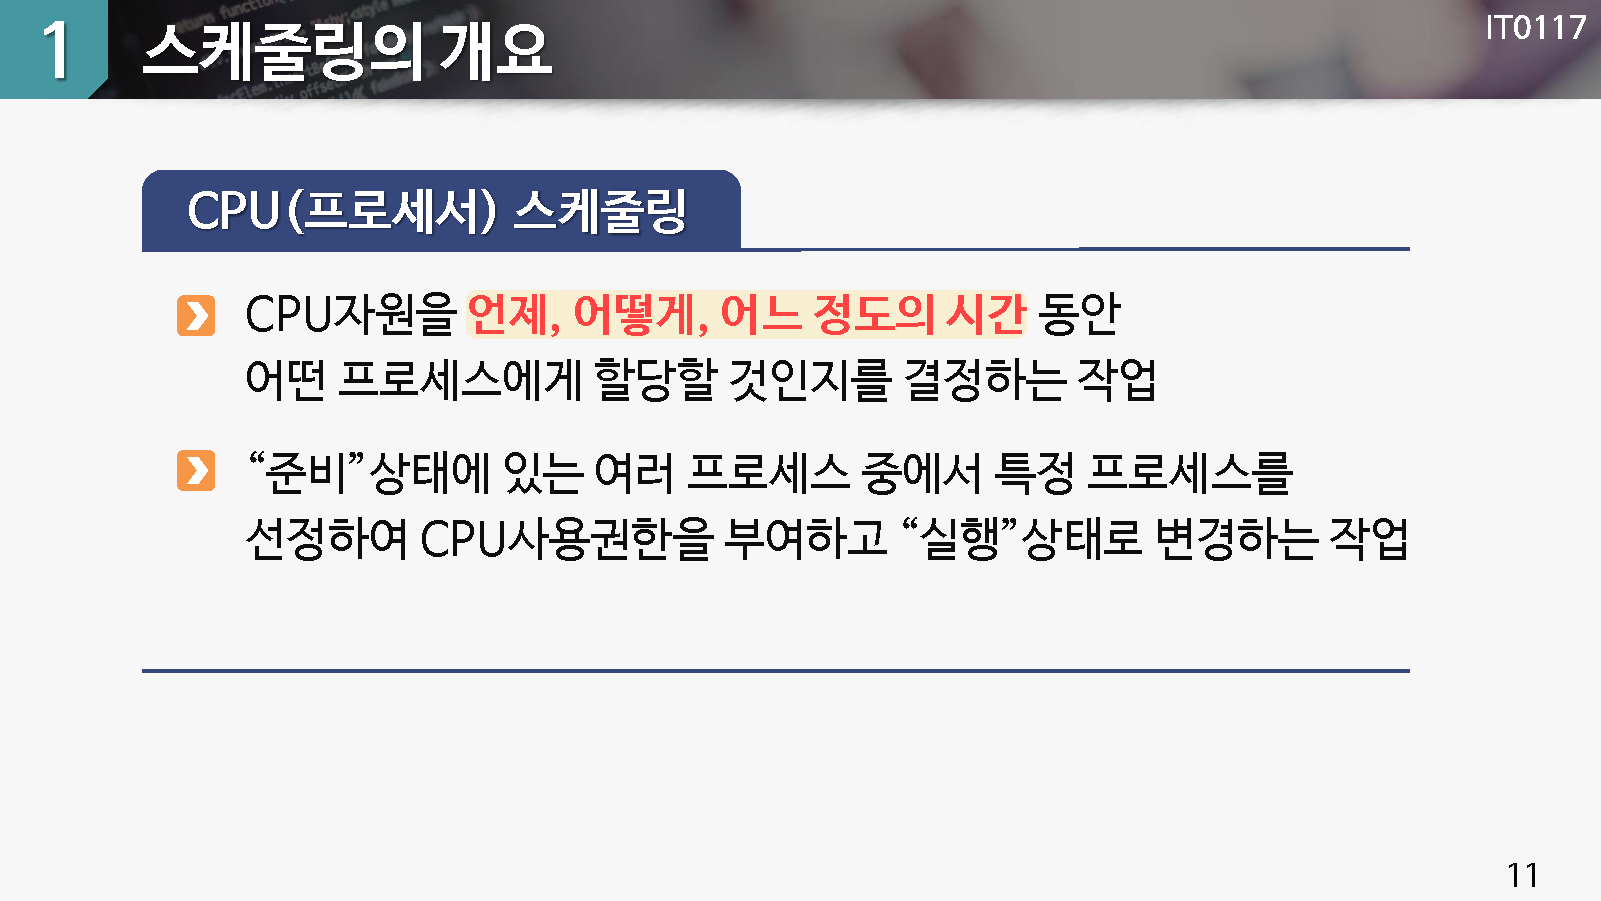 1 스케줄링의 개요
IT0117
CPU(프로세서) 스케줄링
CPU자원을 언제, 어떻게, 어느 정도의 시간 동안
어떤 프로세스에게 할당할 것인지를 결정하는 작업
“준비”상태에 있는 여러 프로세스 중에서 특정 프로세스를
선정하여 CPU사용권한을 부여하고 “실행”상태로 변경하는 작업
11